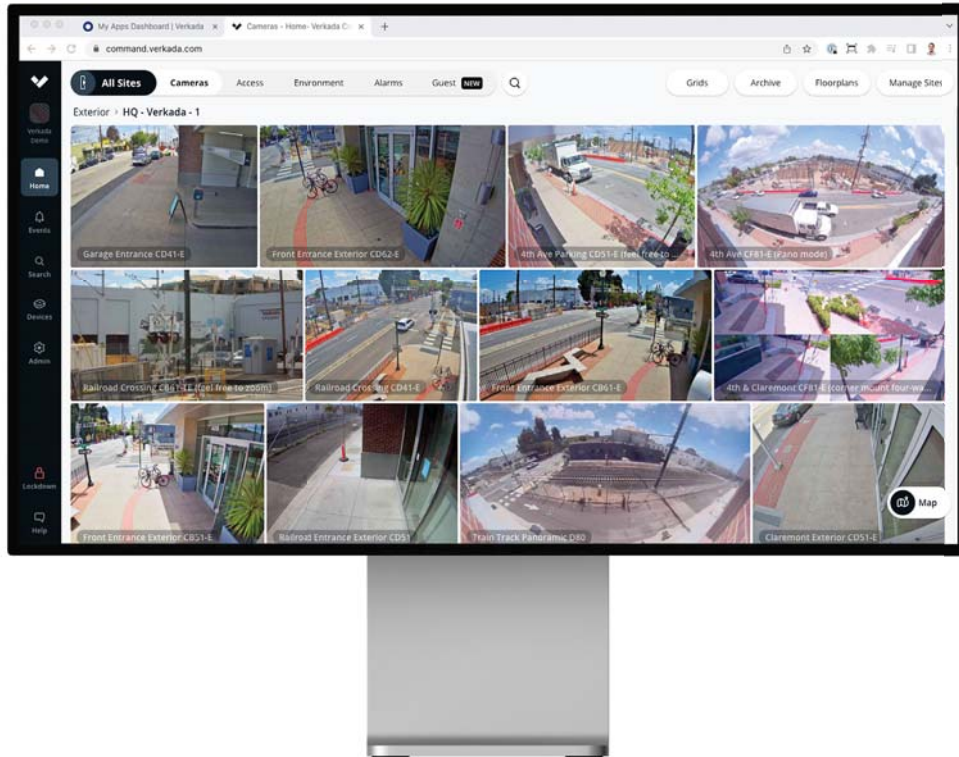 My Apps Dashboard | Verkada
Cameras - Home- Verkada Co
command.verkada.com
All Sites
Cameras
Access
Environment
Alarms
Guest NEW
Grids
Archive
Floorplans
Manage Sites
Exterior > HQ - Verkada - 1
Verkada
Demo
Home
Events
Search
Devices
Admin
Lockdown
Help
Garage Entrance CD41-E
Front Entrance Exterior CD62-E
4th Ave Parking CD51-E (feel free to ...
4th Ave CF81-E (Pano mode)
Railroad Crossing CB61-TE (feel free to zoom)
Railroad Crossing CD41-E
Front Entrance Exterior CB61-E
4th & Claremont CF81-E (corner mount four-wa...
Front Entrance Exterior CB51-E
Railroad Entrance Exterior CD51
Train Track Panoramic D80
Claremont Exterior CD51-E
Map